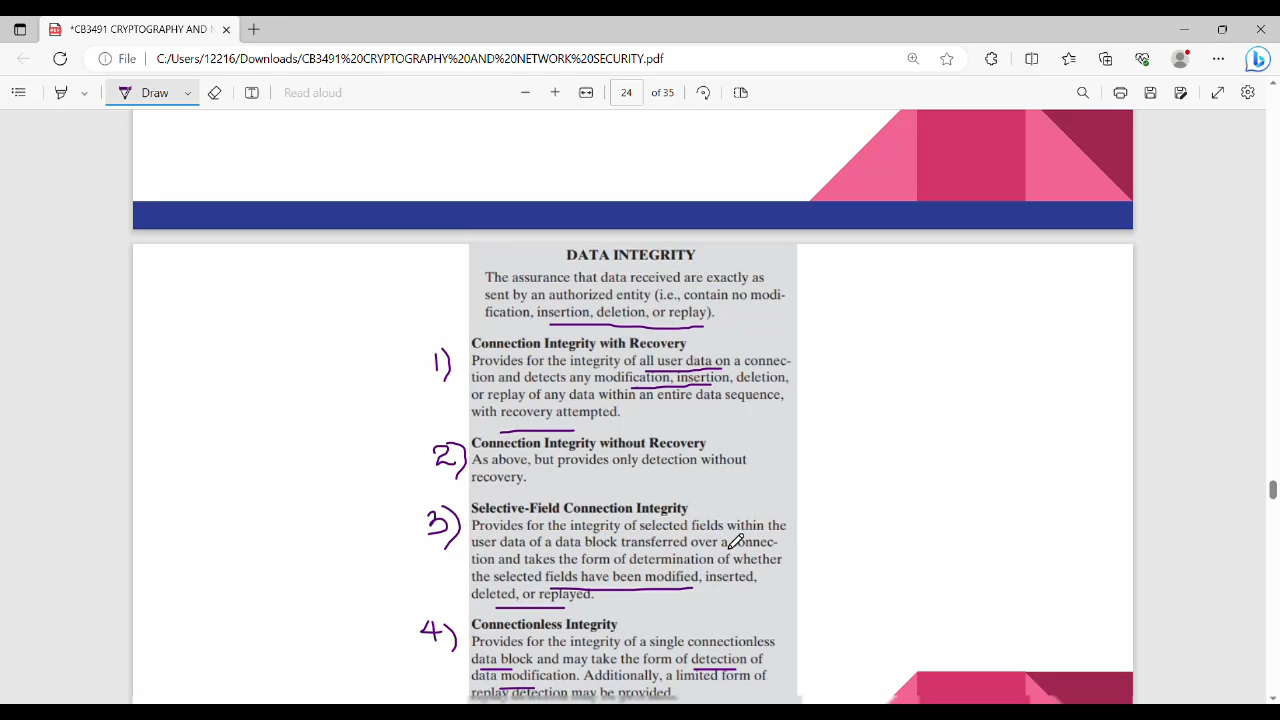 *CB3491 CRYPTOGRAPHY AND
File
C:/Users/12216/Downloads/CB3491%20CRYPTOGRAPHY%20AND%20NETWORK%20SECURITY.pdf
Draw
Read aloud
24
of 35
DATA INTEGRITY
The assurance that data received are exactly as
sent by an authorized entity (i.e., contain no modi-
fication, insertion, deletion, or replay).
1)
Connection Integrity with Recovery
Provides for the integrity of all user data on a connec-
tion and detects any modification, insertion, deletion,
or replay of any data within an entire data sequence,
with recovery attempted.
2)
Connection Integrity without Recovery
As above, but provides only detection without
recovery.
3)
Selective-Field Connection Integrity
Provides for the integrity of selected fields within the
user data of a data block transferred over a connec-
tion and takes the form of determination of whether
the selected fields have been modified, inserted,
deleted, or replayed.
4)
Connectionless Integrity
Provides for the integrity of a single connectionless
data block and may take the form of detection of
data modification. Additionally, a limited form of
replay detection may be provided.